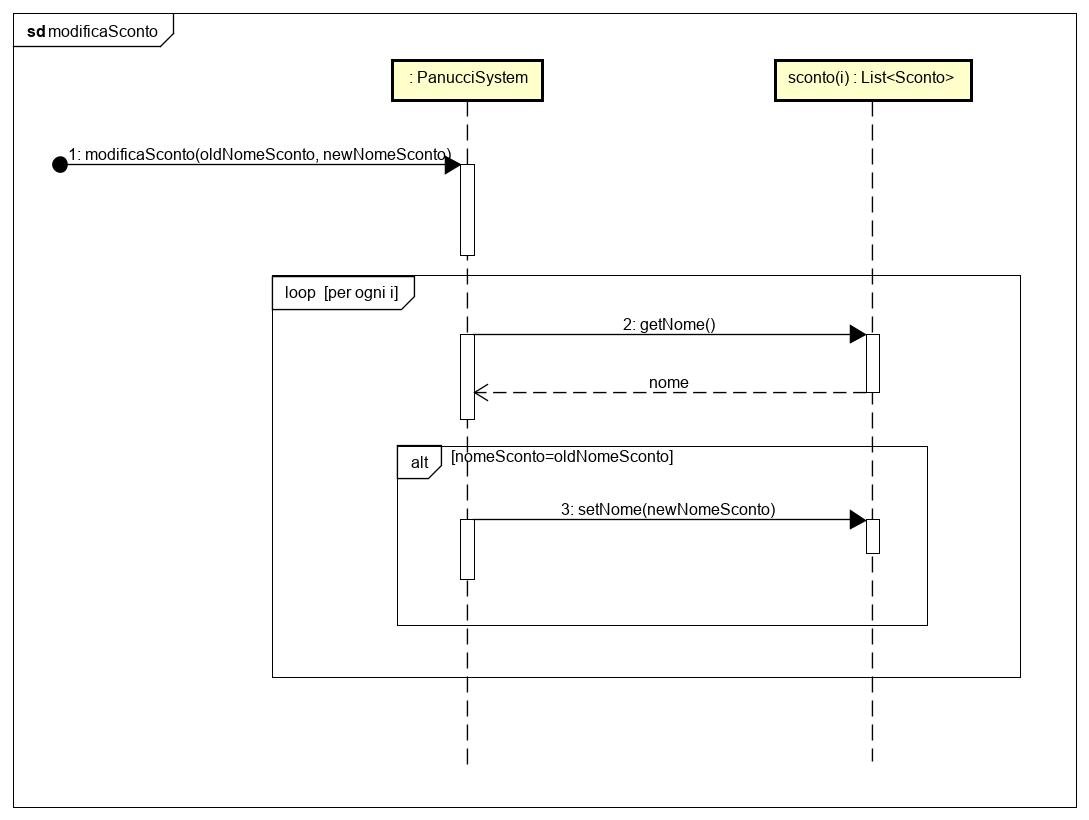 sd modificaSconto
: PanucciSystem
sconto(i) : List<Sconto>
1: modificaSconto(oldNomeSconto, newNomeSconto)
loop [per ogni i]
2: getNome()
nome
alt [nomeSconto=oldNomeSconto]
3: setNome(newNomeSconto)